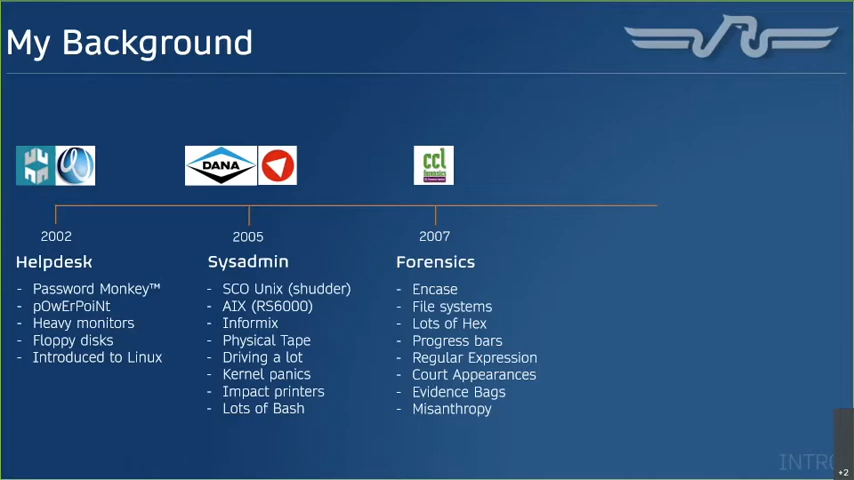 My Background
DANA
ccl
forensics
2002
2005
2007
Helpdesk
- Password Monkey™
- pOwErPoiNt
- Heavy monitors
- Floppy disks
- Introduced to Linux
Sysadmin
- SCO Unix (shudder)
- AIX (RS6000)
- Informix
- Physical Tape
- Driving a lot
- Kernel panics
- Impact printers
- Lots of Bash
Forensics
- Encase
- File systems
- Lots of Hex
- Progress bars
- Regular Expression
- Court Appearances
- Evidence Bags
- Misanthropy
INTR
+2